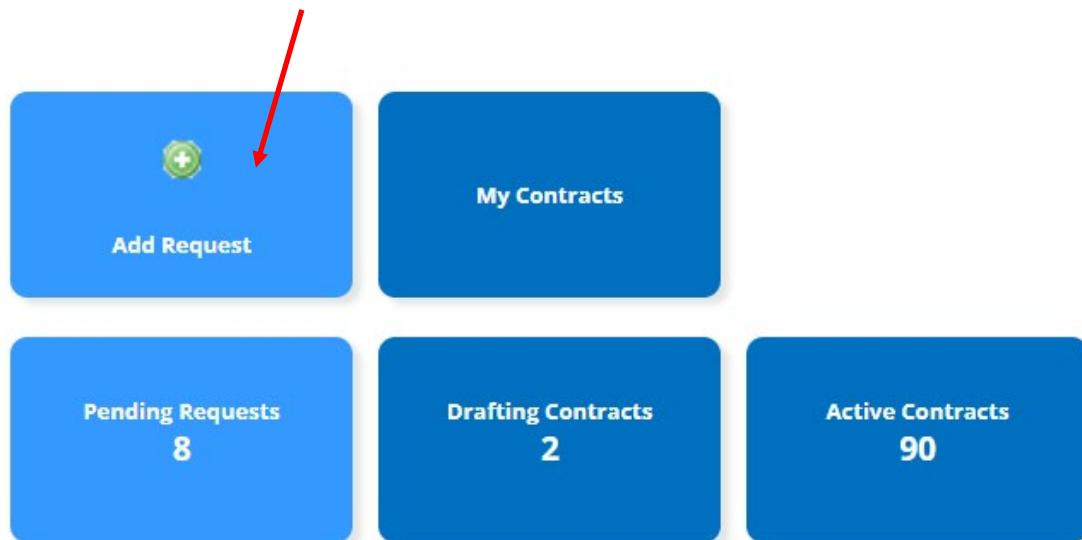 Add Request
My Contracts
Pending Requests
8
Drafting Contracts
2
Active Contracts
90